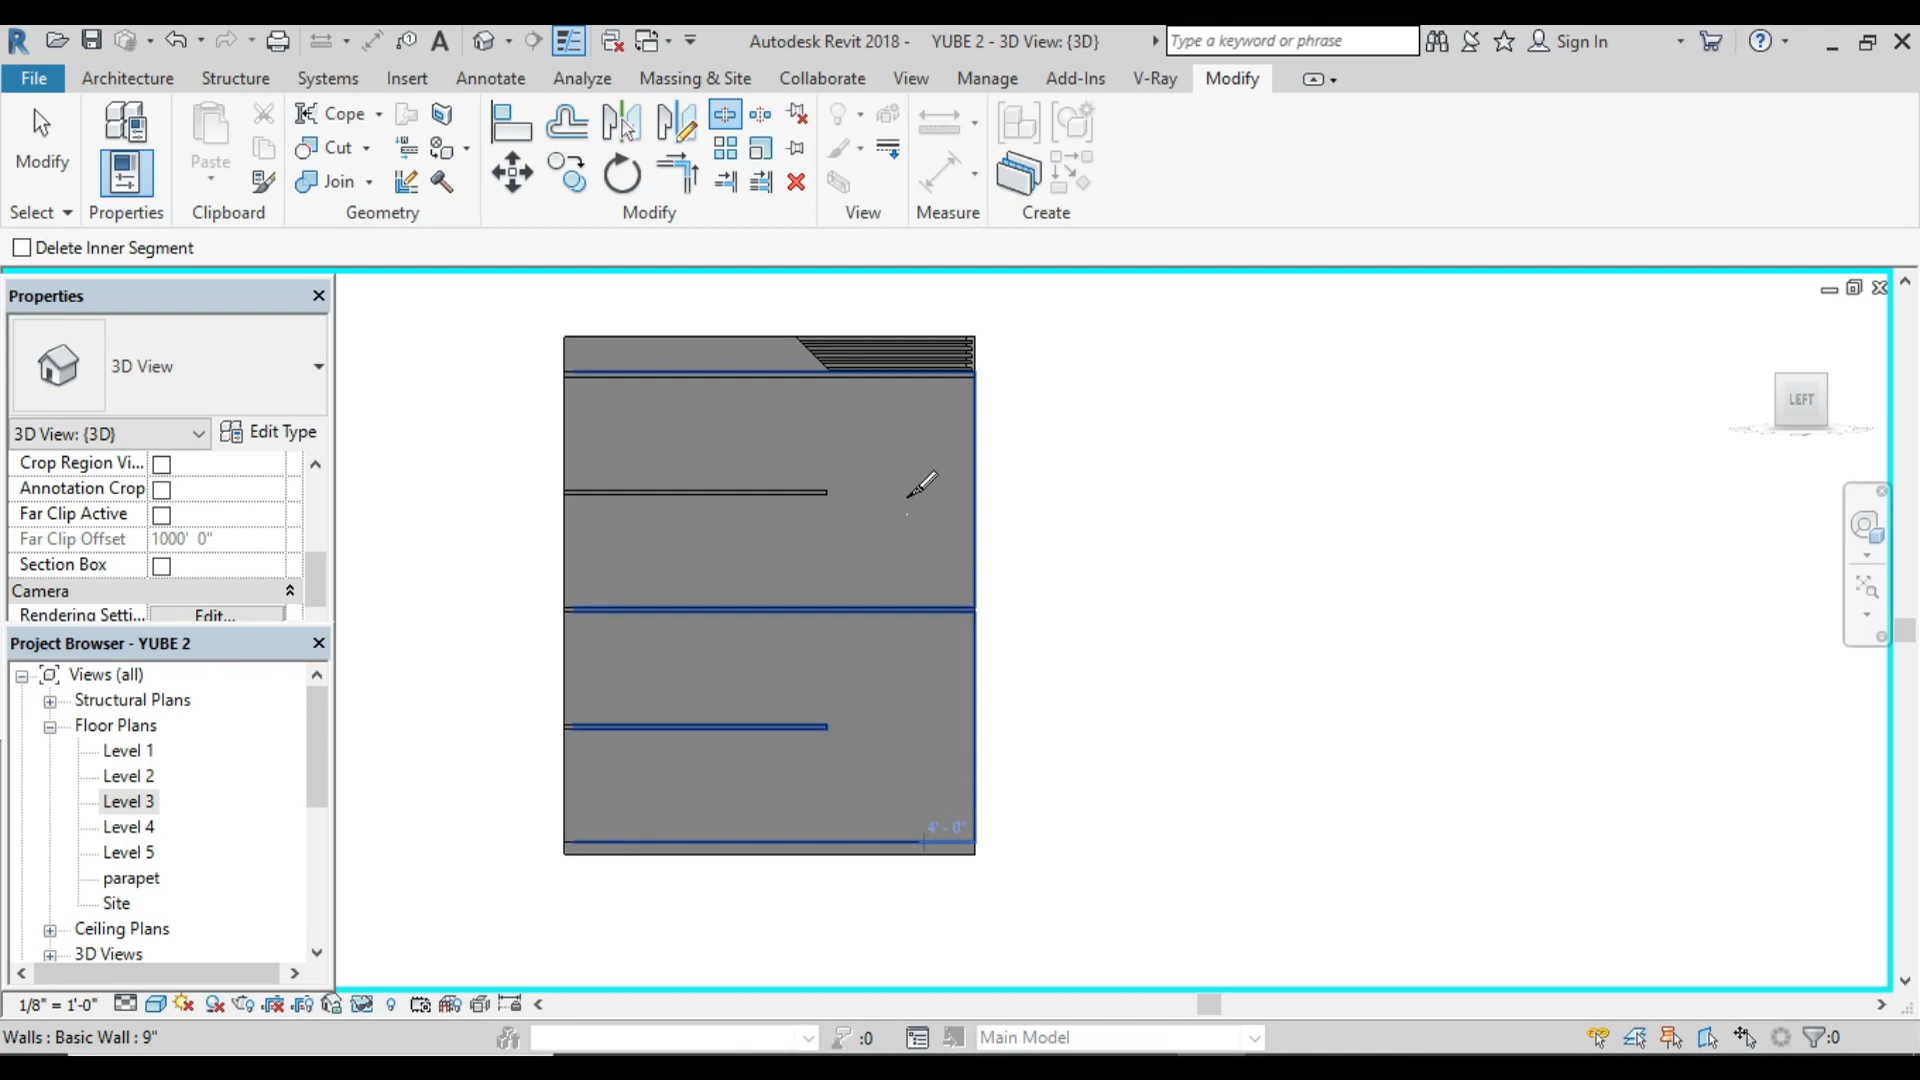 Autodesk Revit 2018 - YUBE 2 - 3D View: {3D}
Type a keyword or phrase
Sign In
File Architecture Structure Systems Insert Annotate Analyze Massing & Site Collaborate View Manage Add-Ins V-Ray Modify
Modify
Paste
Cope
Cut
Join
Select Properties Clipboard Geometry Modify View Measure Create
Delete Inner Segment
Properties
3D View
3D View: {3D} Edit Type
Crop Region Vi...
Annotation Crop
Far Clip Active
Far Clip Offset 1000' 0"
Section Box
Camera
Rendering Setti... Edit...
Project Browser - YUBE 2
Views (all)
Structural Plans
Floor Plans
Level 1
Level 2
Level 3
Level 4
Level 5
parapet
Site
Ceiling Plans
3D Views
LEFT
4' - 0"
1/8" = 1'-0"
Walls : Basic Wall : 9"
:0
Main Model
:0